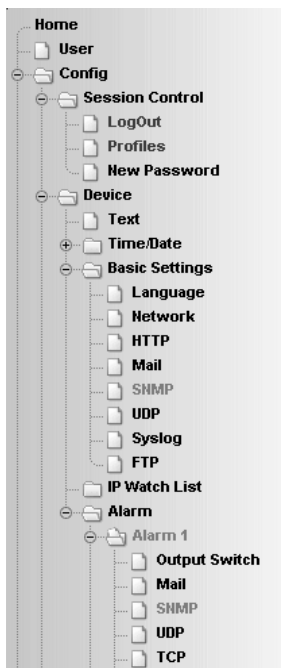 Home
User
Config
Session Control
LogOut
Profiles
New Password
Device
Text
Time/Date
Basic Settings
Language
Network
HTTP
Mail
SNMP
UDP
Syslog
FTP
IP Watch List
Alarm
Alarm 1
Output Switch
Mail
SNMP
UDP
TCP